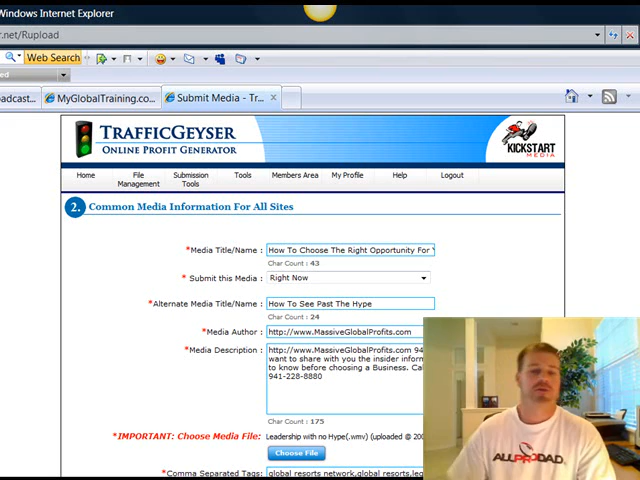 Windows Internet Explorer
r.net/Rupload
Web Search
ed
adcast...
MyGlobalTraining.co...
Submit Media - Tr...
TRAFFICGEYSER
ONLINE PROFIT GENERATOR
KICKSTART
MEDIA
Home File Management Submission Tools Tools Members Area My Profile Help Logout
2. Common Media Information For All Sites
*Media Title/Name : How To Choose The Right Opportunity For
Char Count : 43
* Submit this Media : Right Now
*Alternate Media Title/Name : How To See Past The Hype
Char Count : 24
*Media Author : http://www.MassiveGlobalProfits.com
*Media Description : http://www.MassiveGlobalProfits.com 94
want to share with you the insider inform
to know before choosing a Business. Cal
941-228-8880
Char Count : 175
*IMPORTANT: Choose Media File: Leadership with no Hype(.wmv) (uploaded @ 200
Choose File
*Comma Separated Tags: global resorts network,global resorts,leg
ALLPRODAD